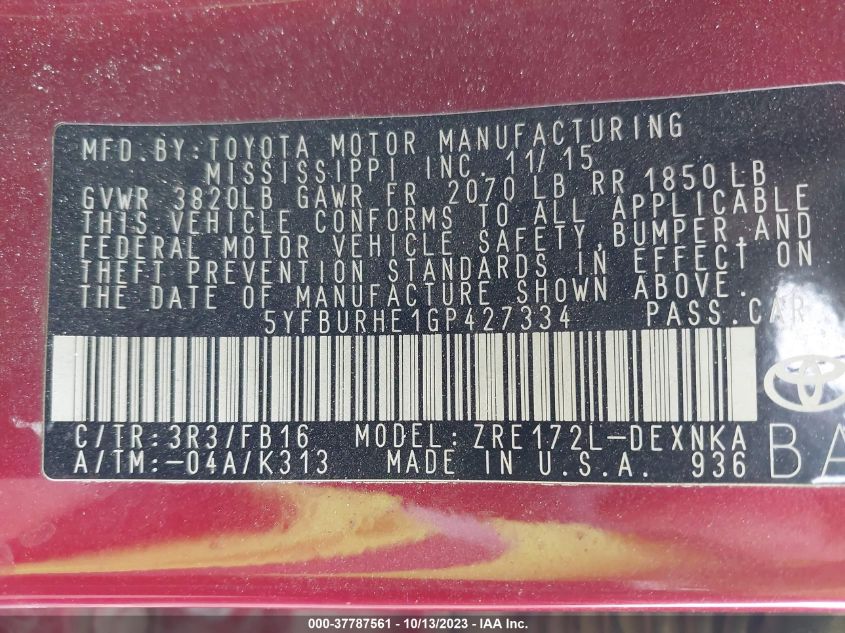 MFD. BY: TOYOTA MOTOR MANUFACTURING
MISSISSIPPI INC. 11/15
GVWR 3820LB GAWR FR 2070 LB RR 1850 LB
THIS VEHICLE CONFORMS TO ALL APPLICABLE
FEDERAL MOTOR VEHICLE SAFETY, BUMPER, AND
THEFT PREVENTION STANDARDS IN EFFECT ON
THE DATE OF MANUFACTURE SHOWN ABOVE.
5YFBURHE1GP427334 PASS.CAR
C/TR:3R3/FB16 MODEL: ZRE172L-DEXNKA
A/TM:-04A/K313 MADE IN U.S.A. 936 BA
000-37787561 - 10/13/2023 - IAA Inc.